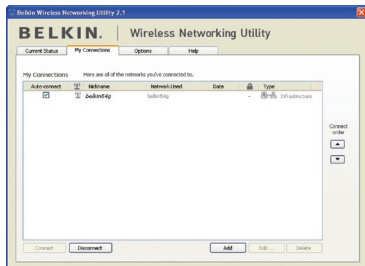 Belkin Wireless Networking Utility 2.1
BELKIN. Wireless Networking Utility
Current Status My Connections Options Help
My Connections Here are all of the networks you've connected to.
Auto-connect Nickname Network Used Date Type
belkin64g belkin64g - Infrastructure
Connect
order
Connect Disconnect Add Edit ... Delete